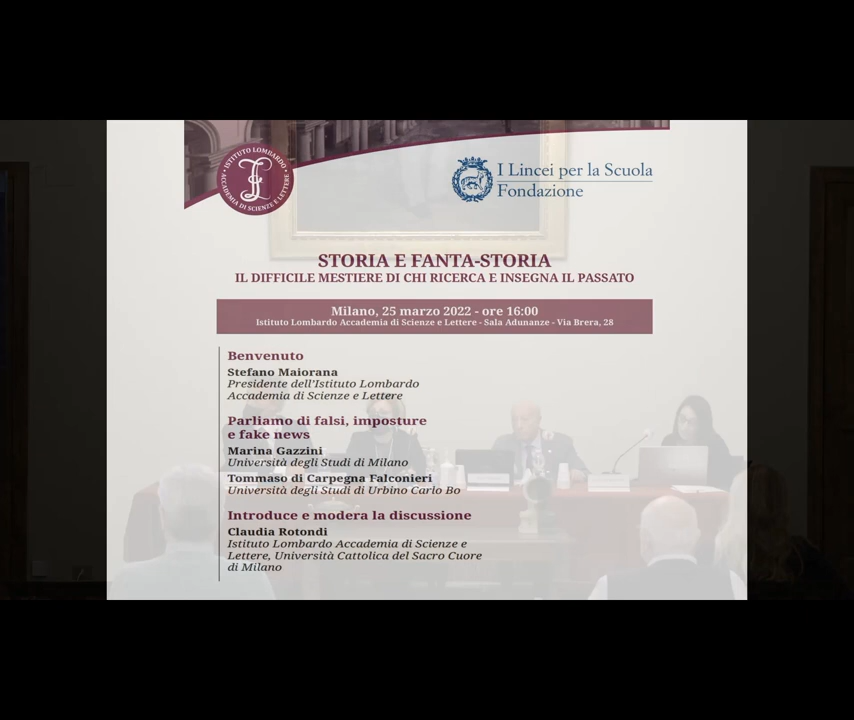 ISTITUTO LOMBARDO
ACCADEMIA DI SCIENZE E LETTERE
I Lincei per la Scuola
Fondazione
STORIA E FANTA-STORIA
IL DIFFICILE MESTIERE DI CHI RICERCA E INSEGNA IL PASSATO
Milano, 25 marzo 2022 - ore 16:00
Istituto Lombardo Accademia di Scienze e Lettere - Sala Adunanze - Via Brera, 28
Benvenuto
Stefano Maiorana
Presidente dell'Istituto Lombardo
Accademia di Scienze e Lettere
Parliamo di falsi, imposture
e fake news
Marina Gazzini
Università degli Studi di Milano
Tommaso di Carpegna Falconieri
Università degli Studi di Urbino Carlo Bo
Introduce e modera la discussione
Claudia Rotondi
Istituto Lombardo Accademia di Scienze e
Lettere, Università Cattolica del Sacro Cuore
di Milano